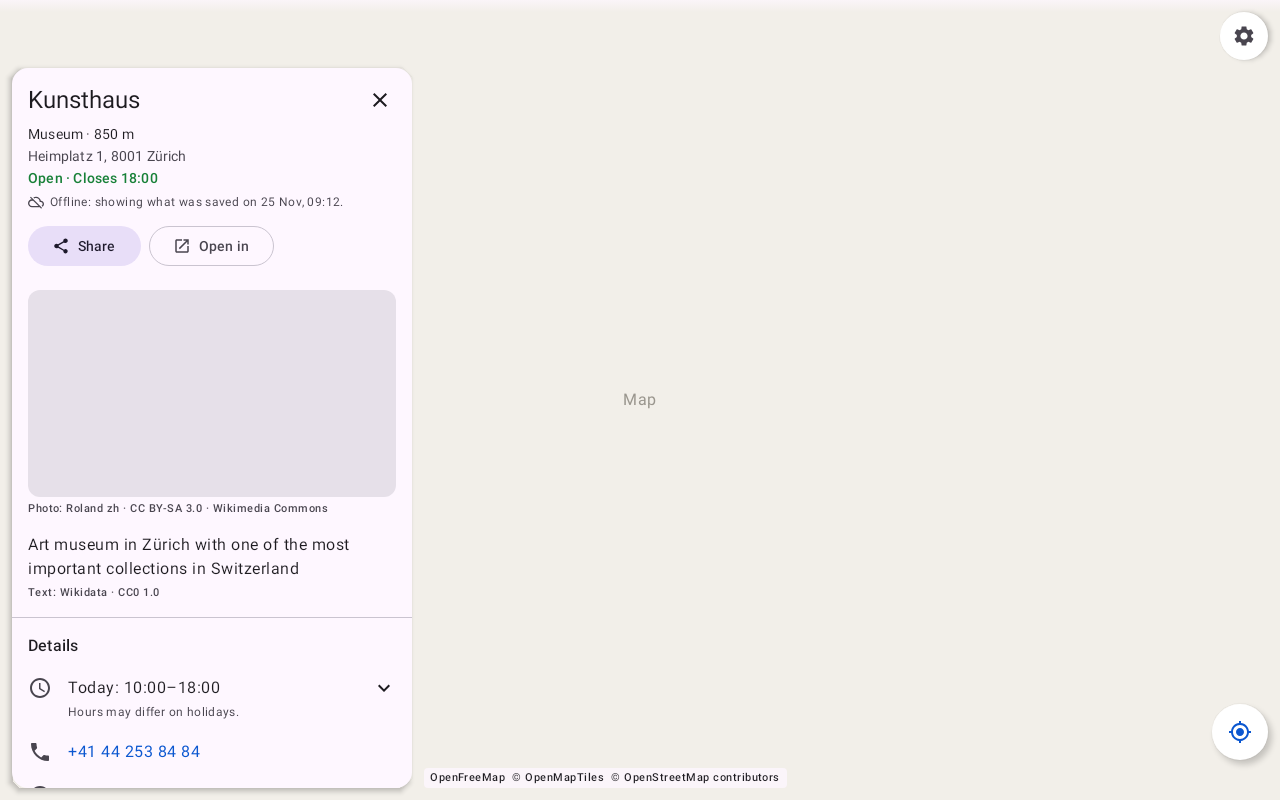 Kunsthaus
Museum · 850 m
Heimplatz 1, 8001 Zürich
Open · Closes 18:00
Offline: showing what was saved on 25 Nov, 09:12.
Share
Open in
Photo: Roland zh · CC BY-SA 3.0 · Wikimedia Commons
Art museum in Zürich with one of the most
important collections in Switzerland
Text: Wikidata · CC0 1.0
Details
Today: 10:00–18:00
Hours may differ on holidays.
+41 44 253 84 84
Map
OpenFreeMap © OpenMapTiles © OpenStreetMap contributors